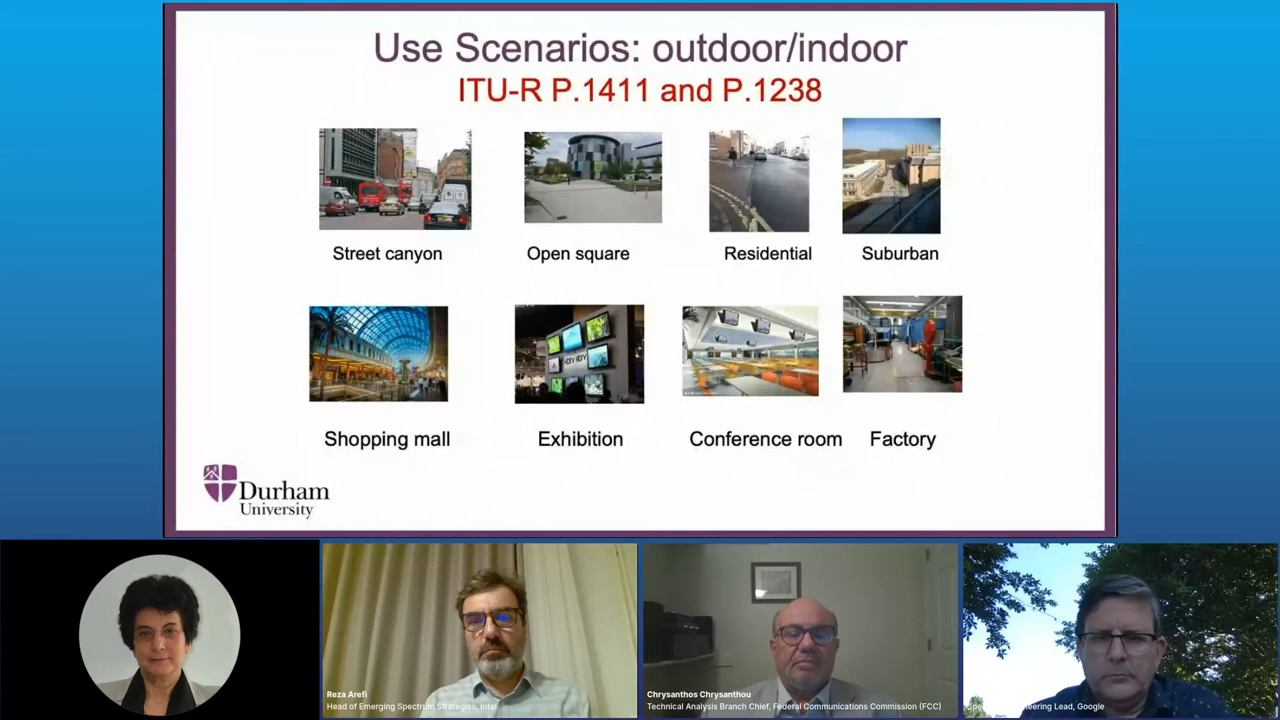 Use Scenarios: outdoor/indoor
ITU-R P.1411 and P.1238
Street canyon
Open square
Residential
Suburban
Shopping mall
Exhibition
Conference room
Factory
Durham
University
Reza Arefi
Head of Emerging Spectrum Strategies, Intel
Chrysanthos Chrysanthou
Technical Analysis Branch Chief, Federal Communications Commission (FCC)
Lead, Google